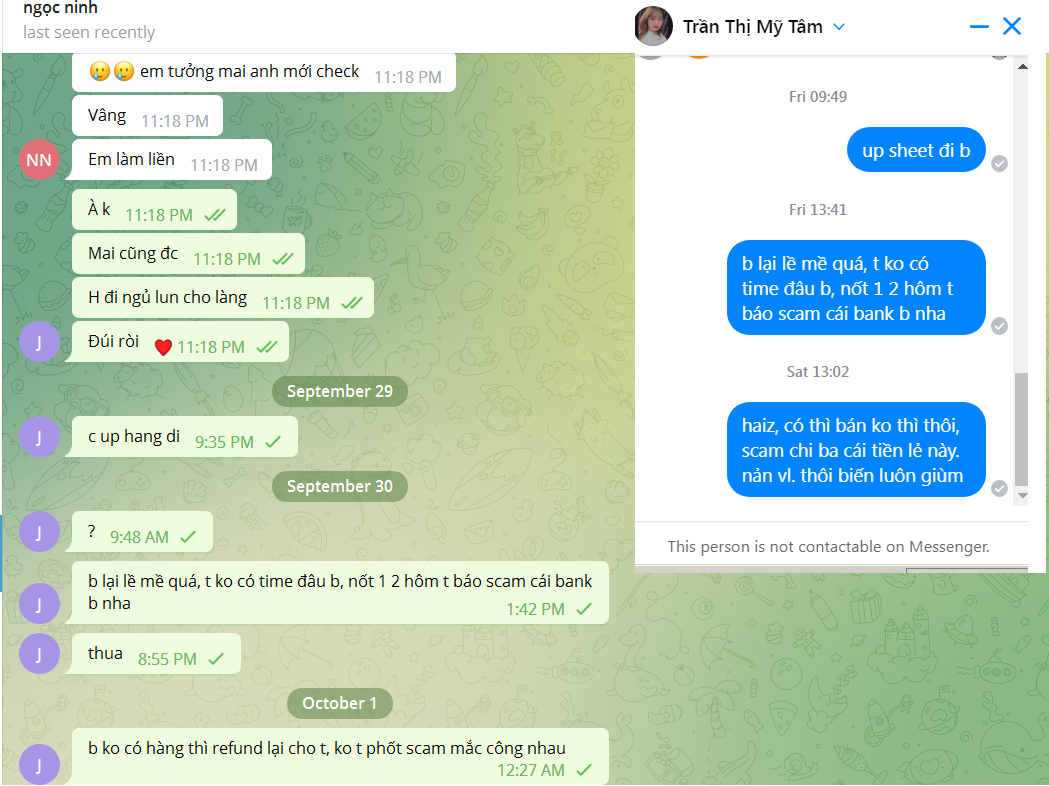 ngọc ninh
last seen recently
🥲🥲 em tưởng mai anh mới check 11:18 PM
Vâng 11:18 PM
NN
Em làm liền 11:18 PM
À k 11:18 PM
Mai cũng đc 11:18 PM
H đi ngủ lun cho làng 11:18 PM
J
Đúi ròi ❤️ 11:18 PM
September 29
J
c up hang di 9:35 PM
September 30
J
? 9:48 AM
b lại lề mề quá, t ko có time đâu b, nốt 1 2 hôm t báo scam cái bank
b nha 1:42 PM
J
J
thua 8:55 PM
October 1
b ko có hàng thì refund lại cho t, ko t phốt scam mắc công nhau
12:27 AM
J
Trần Thị Mỹ Tâm
Fri 09:49
up sheet đi b
Fri 13:41
b lại lề mề quá, t ko có
time đâu b, nốt 1 2 hôm t
báo scam cái bank b nha
Sat 13:02
haiz, có thì bán ko thì thôi,
scam chi ba cái tiền lẻ này.
nản vl. thôi biến luôn giùm
This person is not contactable on Messenger.